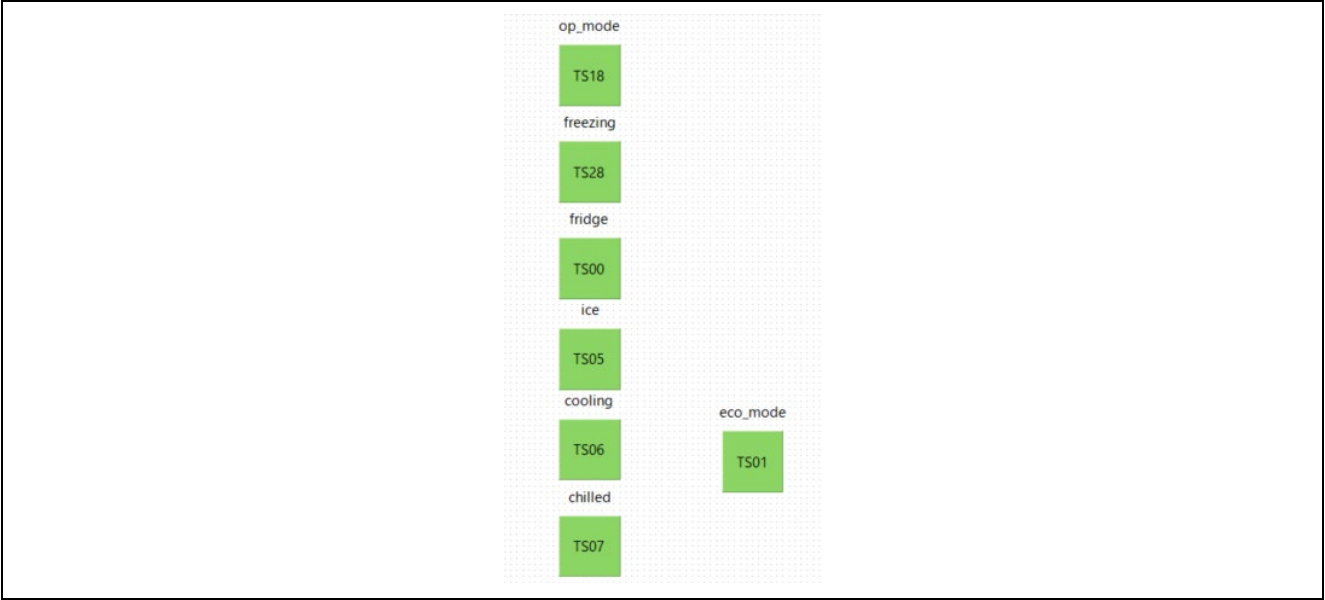 op_mode
TS18
freezing
TS28
fridge
TS00
ice
TS05
cooling
TS06
chilled
TS07
eco_mode
TS01